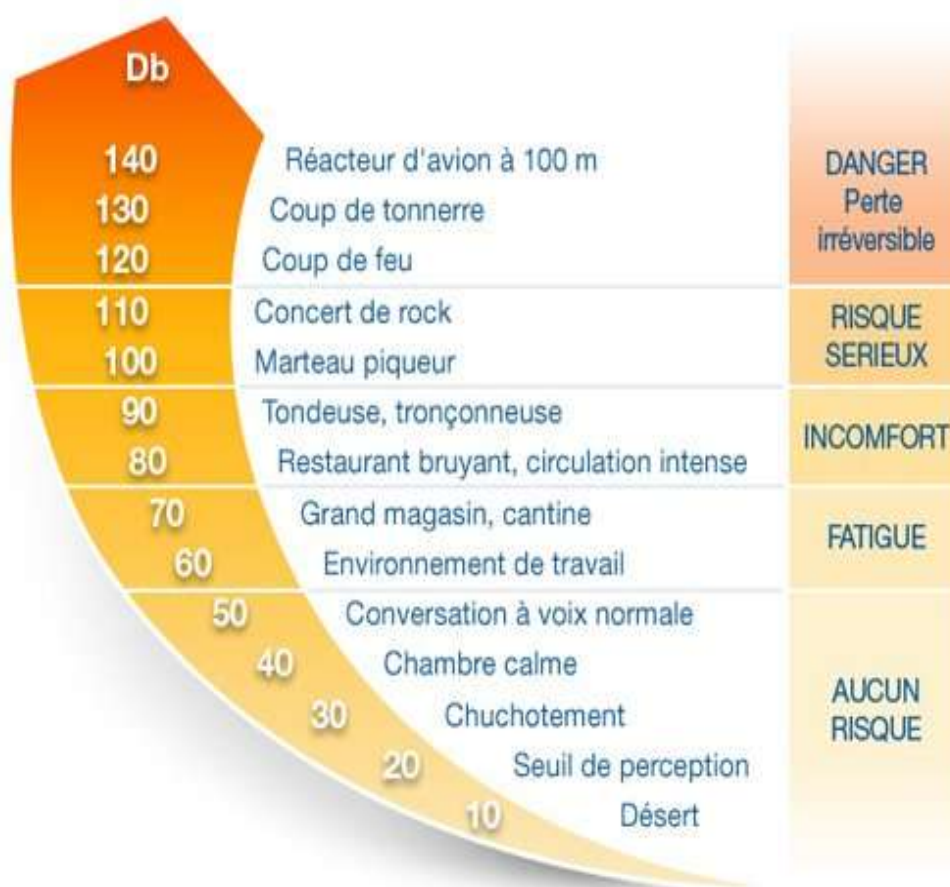 Db
140 Réacteur d'avion à 100 m
130 Coup de tonnerre
120 Coup de feu
DANGER
Perte
irréversible
110 Concert de rock
100 Marteau piqueur
RISQUE
SERIEUX
90 Tondeuse, tronçonneuse
80 Restaurant bruyant, circulation intense
INCOMFORT
70 Grand magasin, cantine
60 Environnement de travail
FATIGUE
50 Conversation à voix normale
40 Chambre calme
30 Chuchotement
20 Seuil de perception
10 Désert
AUCUN
RISQUE